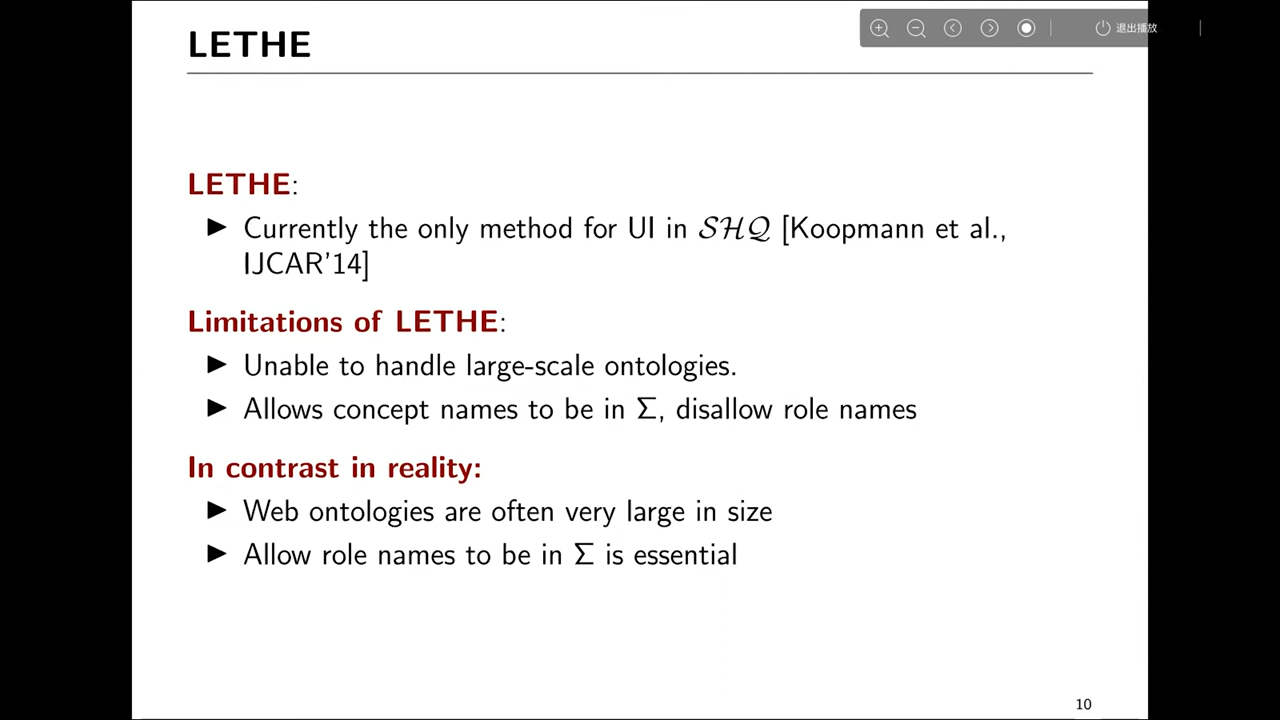 LETHE
退出播放
LETHE:
▶ Currently the only method for UI in 𝒮ℋ𝒬 [Koopmann et al.,
IJCAR'14]
Limitations of LETHE:
▶ Unable to handle large-scale ontologies.
▶ Allows concept names to be in Σ, disallow role names
In contrast in reality:
▶ Web ontologies are often very large in size
▶ Allow role names to be in Σ is essential
10